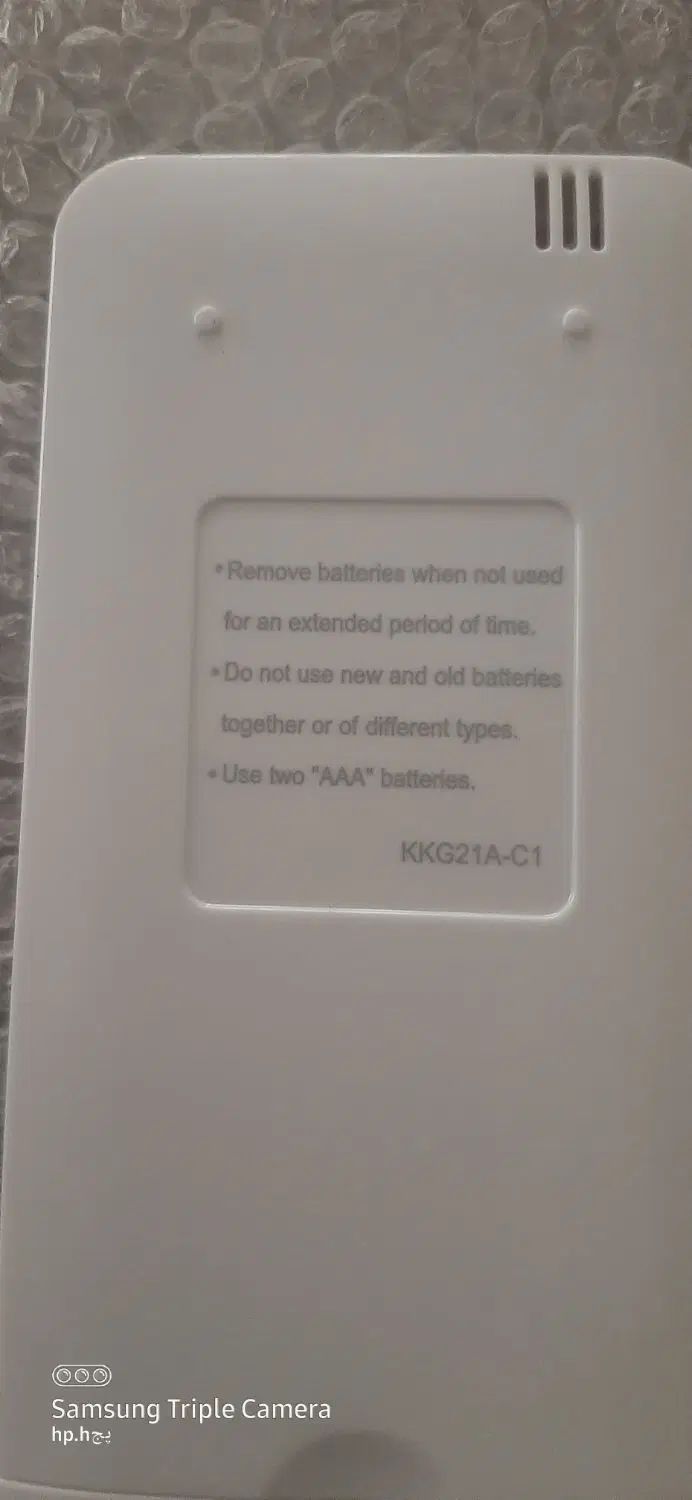 •Remove batteries when not used
for an extended period of time.
•Do not use new and old batteries
together or of different types.
•Use two "AAA" batteries.
KKG21A-C1
Samsung Triple Camera
hp.hپج